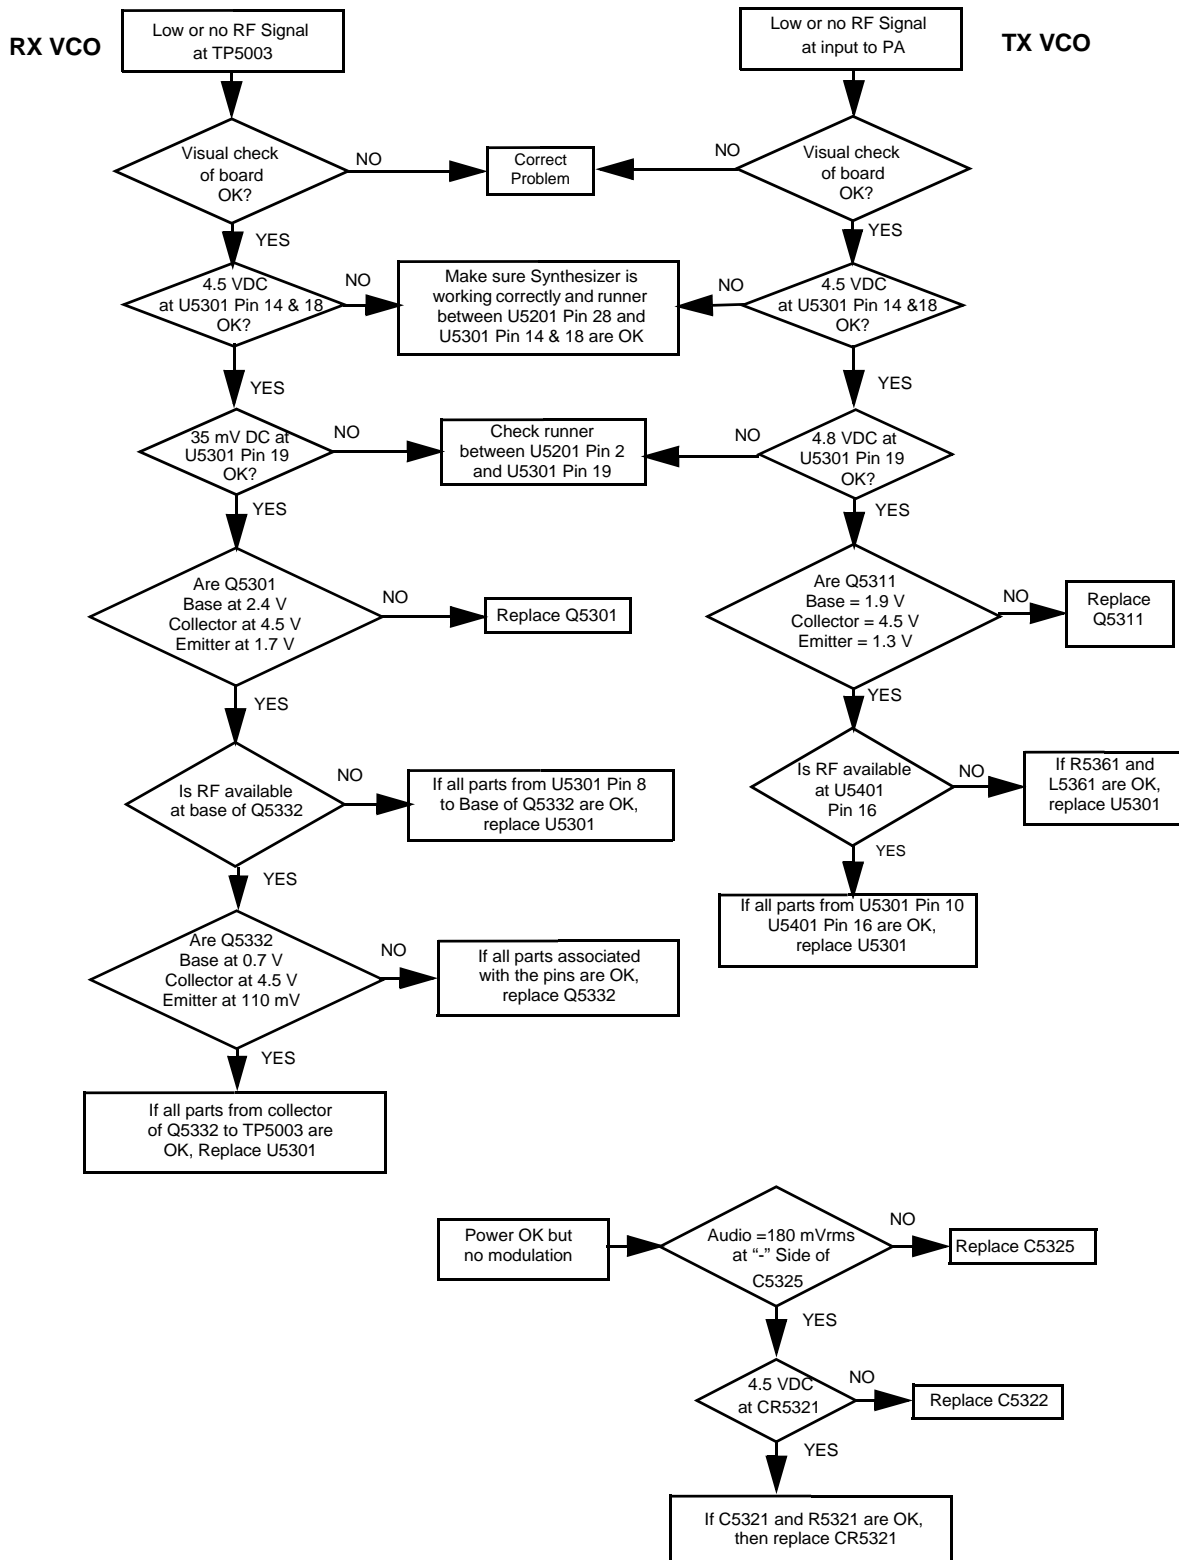 RX VCO
Low or no RF Signal
at TP5003
Visual check
of board
OK?
NO
YES
Correct
Problem
4.5 VDC
at U5301 Pin 14 & 18
OK?
NO
YES
Make sure Synthesizer is
working correctly and runner
between U5201 Pin 28 and
U5301 Pin 14 & 18 are OK
35 mV DC at
U5301 Pin 19
OK?
NO
YES
Check runner
between U5201 Pin 2
and U5301 Pin 19
Are Q5301
Base at 2.4 V
Collector at 4.5 V
Emitter at 1.7 V
NO
YES
Replace Q5301
Is RF available
at base of Q5332
NO
YES
If all parts from U5301 Pin 8
to Base of Q5332 are OK,
replace U5301
Are Q5332
Base at 0.7 V
Collector at 4.5 V
Emitter at 110 mV
NO
YES
If all parts associated
with the pins are OK,
replace Q5332
If all parts from collector
of Q5332 to TP5003 are
OK, Replace U5301
TX VCO
Low or no RF Signal
at input to PA
Visual check
of board
OK?
NO
YES
4.5 VDC
at U5301 Pin 14 &18
OK?
NO
YES
4.8 VDC at
U5301 Pin 19
OK?
NO
YES
Are Q5311
Base = 1.9 V
Collector = 4.5 V
Emitter = 1.3 V
NO
YES
Replace
Q5311
Is RF available
at U5401
Pin 16
NO
YES
If R5361 and
L5361 are OK,
replace U5301
If all parts from U5301 Pin 10
U5401 Pin 16 are OK,
replace U5301
Power OK but
no modulation
Audio =180 mVrms
at “-” Side of
C5325
NO
YES
Replace C5325
4.5 VDC
at CR5321
NO
YES
Replace C5322
If C5321 and R5321 are OK,
then replace CR5321